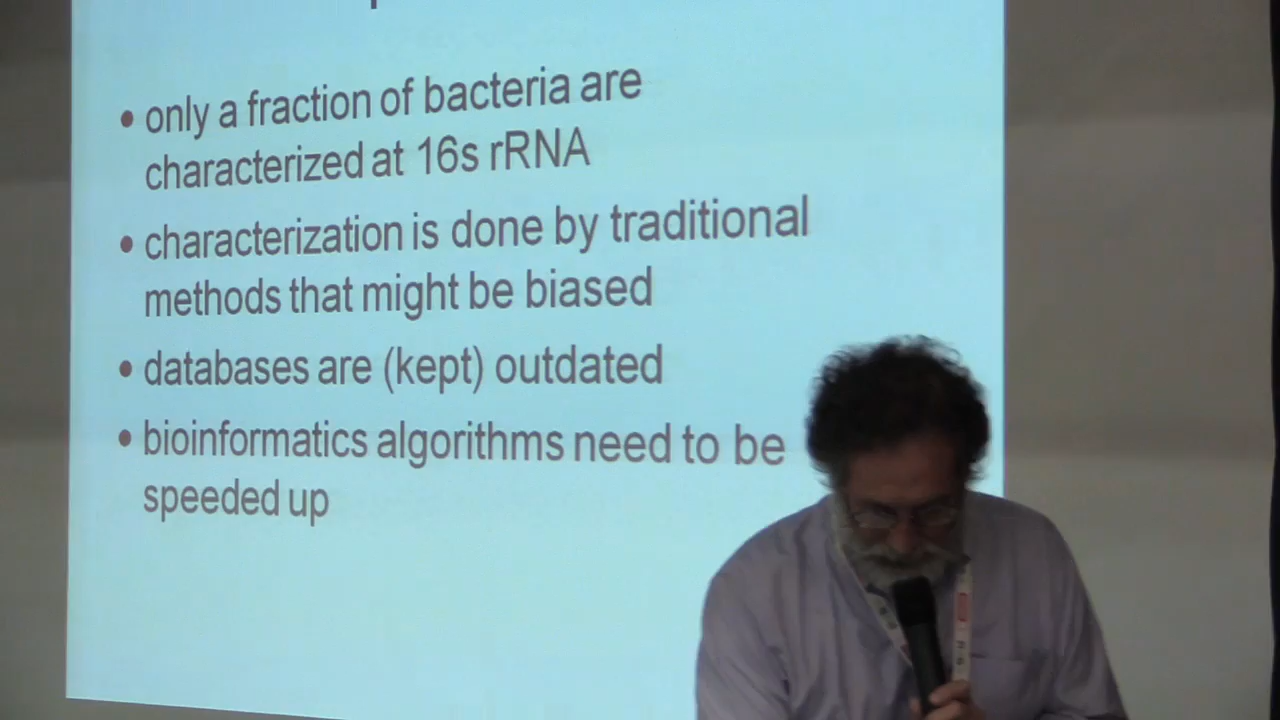 • only a fraction of bacteria are
characterized at 16s rRNA
• characterization is done by traditional
methods that might be biased
• databases are (kept) outdated
• bioinformatics algorithms need to be
speeded up